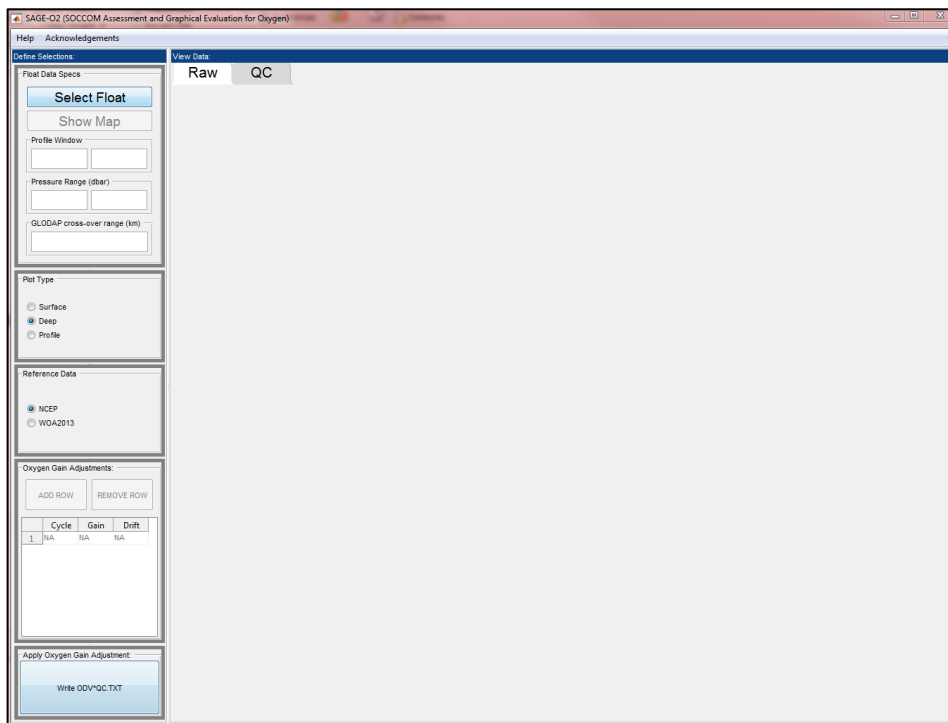 SAGE-O2 (SOCCOM Assessment and Graphical Evaluation for Oxygen)
Help Acknowledgements
Define Selections:
View Data:
Raw QC
Float Data Specs
Select Float
Show Map
Profile Window
Pressure Range (dbar)
GLODAP cross-over range (km)
Plot Type
Surface
Deep
Profile
Reference Data
NCEP
WOA2013
Oxygen Gain Adjustments:
ADD ROW REMOVE ROW
Cycle Gain Drift
1 NA NA NA
Apply Oxygen Gain Adjustment:
Write ODV*QC.TXT